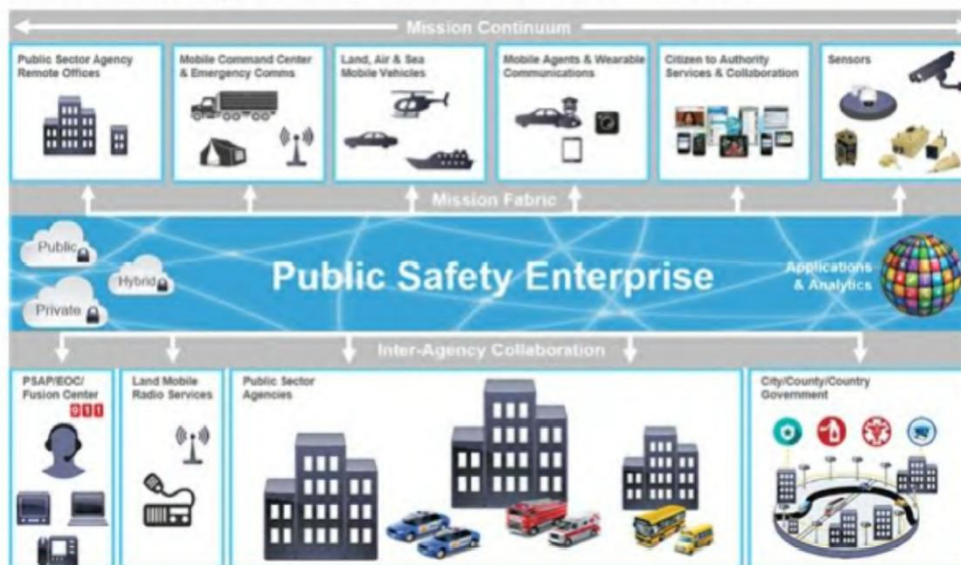 Mission Continuum
Public Sector Agency
Remote Offices
Mobile Command Center
& Emergency Comms
Land, Air & Sea
Mobile Vehicles
Mobile Agents & Wearable
Communications
Citizen to Authority
Services & Collaboration
Sensors
Mission Fabric
Public
Hybrid
Private
Public Safety Enterprise
Applications
& Analytics
Inter-Agency Collaboration
PSAP/EOC/
Fusion Center
911
Land Mobile
Radio Services
Public Sector
Agencies
City/County/Country
Government